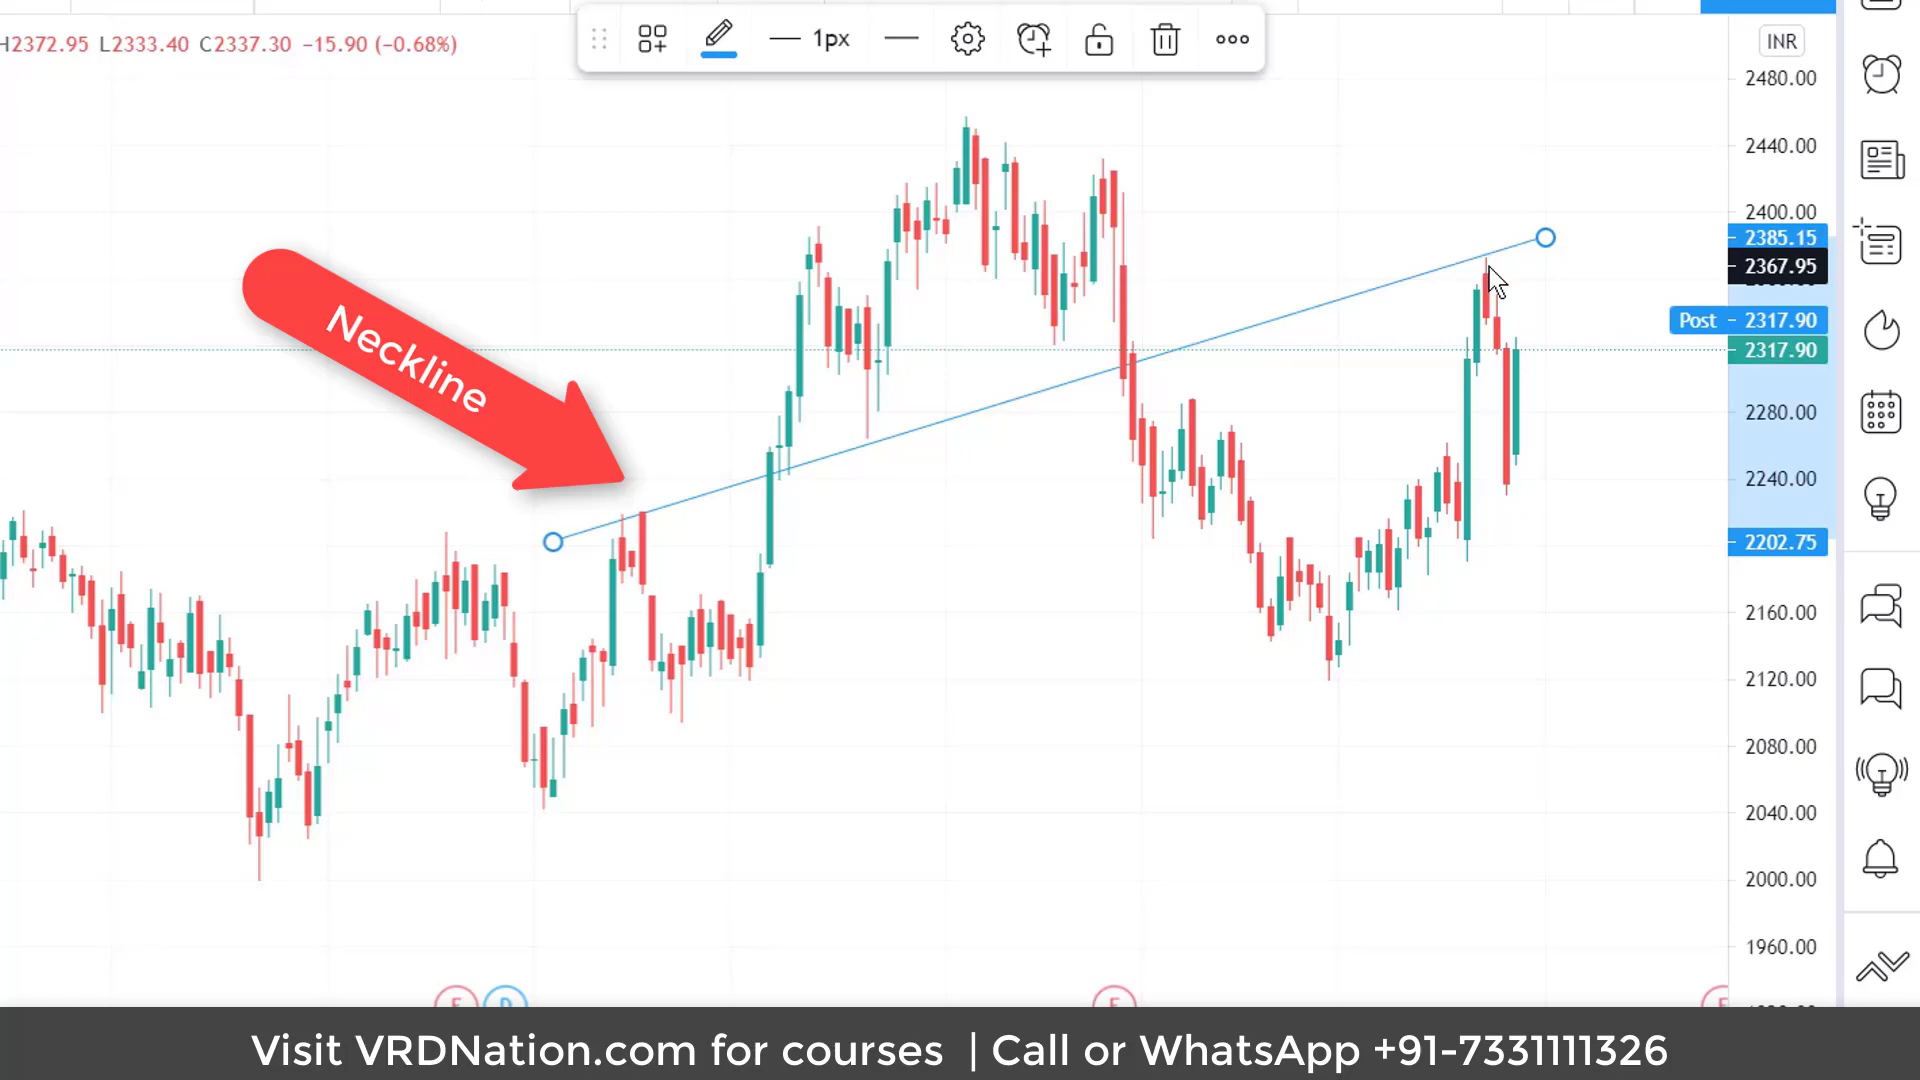 H2372.95 L2333.40 C2337.30 −15.90 (−0.68%)
1px
INR
2480.00
2440.00
2400.00
2385.15
2367.95
Post 2317.90
2317.90
2280.00
2240.00
2202.75
2160.00
2120.00
2080.00
2040.00
2000.00
1960.00
Neckline
E D E E
Visit VRDNation.com for courses | Call or WhatsApp +91-7331111326